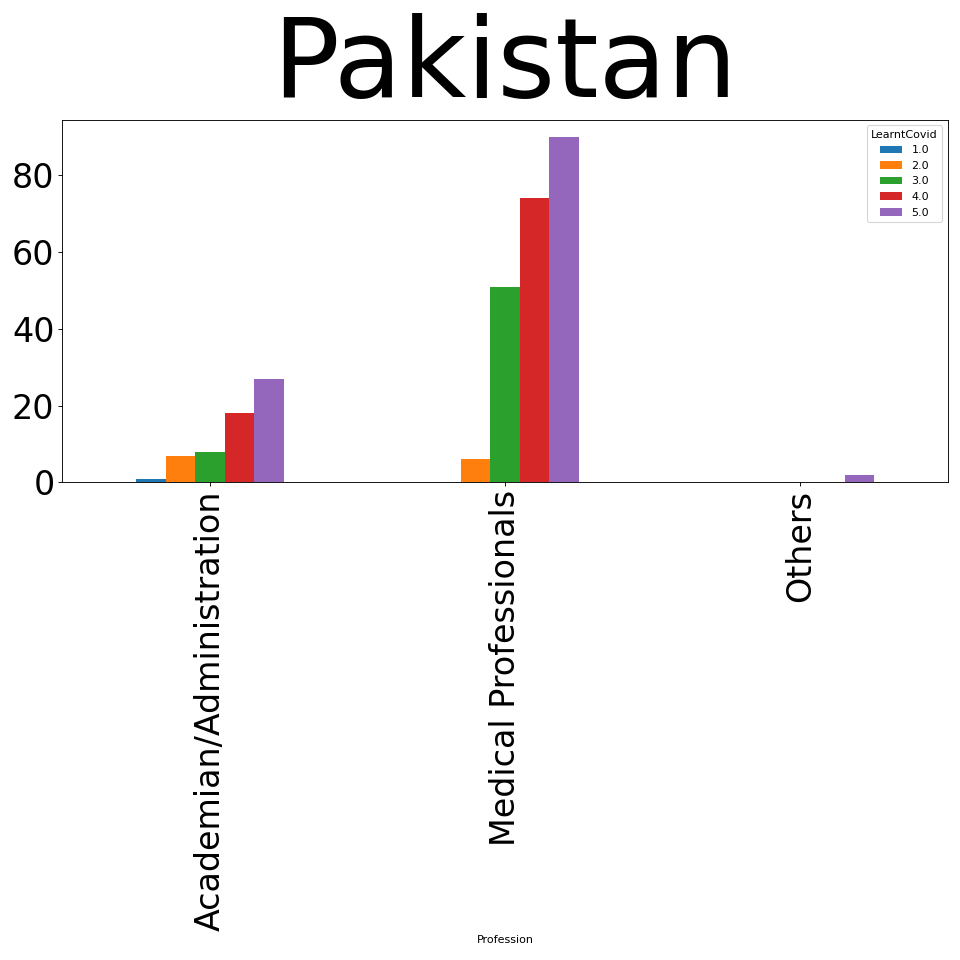 Pakistan
LearntCovid
1.0
2.0
3.0
4.0
5.0
80
60
40
20
0
Academian/Administration
Medical Professionals
Others
Profession